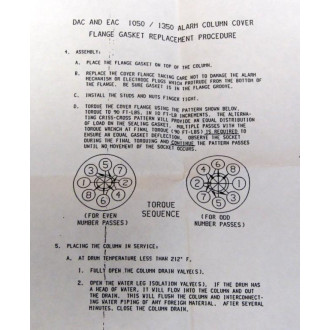 DAC AND EAC 1050 / 1350 ALARM COLUMN COVER
FLANGE GASKET REPLACEMENT PROCEDURE
4. ASSEMBLY:
A. PLACE THE FLANGE GASKET ON TOP OF THE COLUMN.
B. REPLACE THE COVER FLANGE TAKING CARE NOT TO DAMAGE THE ALARM
MECHANISM OR ELECTRODE PLUGS WHICH PROTRUDE FROM THE BOTTOM
OF THE FLANGE. BE SURE GASKET IS IN THE FLANGE GROOVE.
C. INSTALL THE STUDS AND NUTS FINGER TIGHT.
D. TORQUE THE COVER FLANGE USING THE PATTERN SHOWN BELOW.
TORQUE TO 90 FT-LBS. IN 10 FT-LB INCREMENTS. THE ALTERNA-
TING CRISS-CROSS PATTERN WILL PROVIDE AN EQUAL DISTRIBUTION
OF LOAD ON THE SEALING GASKET. MULTIPLE PASSES WITH THE
TORQUE WRENCH AT FINAL TORQUE (90 FT-LBS) IS REQUIRED TO
ENSURE AN EQUAL GASKET DEFLECTION. OBSERVE THE SOCKET
DURING THE FINAL TORQUING AND CONTINUE THE PATTERN PASSES
UNTIL NO MOVEMENT OF THE SOCKET OCCURS.
(FOR EVEN
NUMBER PASSES)
TORQUE
SEQUENCE
(FOR ODD
NUMBER PASSES)
5. PLACING THE COLUMN IN SERVICE:
A. AT DRUM TEMPERATURE LESS THAN 212° F.
1. FULLY OPEN THE COLUMN DRAIN VALVE(S).
2. OPEN THE WATER LEG ISOLATION VALVE(S). IF THE DRUM HAS
A HEAD OF WATER, IT WILL FLOW INTO THE COLUMN AND OUT
THE DRAIN. THIS WILL FLUSH THE COLUMN AND INTERCONNECT-
ING WATER PIPING OF ANY FOREIGN MATERIAL. AFTER SEVERAL
MINUTES, CLOSE THE COLUMN DRAIN.